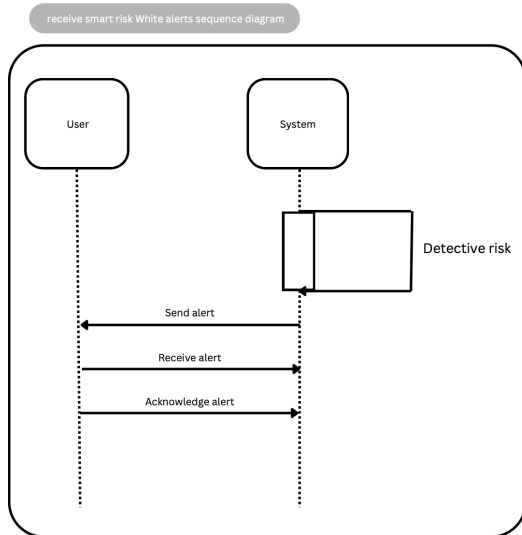 receive smart risk White alerts sequence diagram
User
System
Detective risk
Send alert
Receive alert
Acknowledge alert